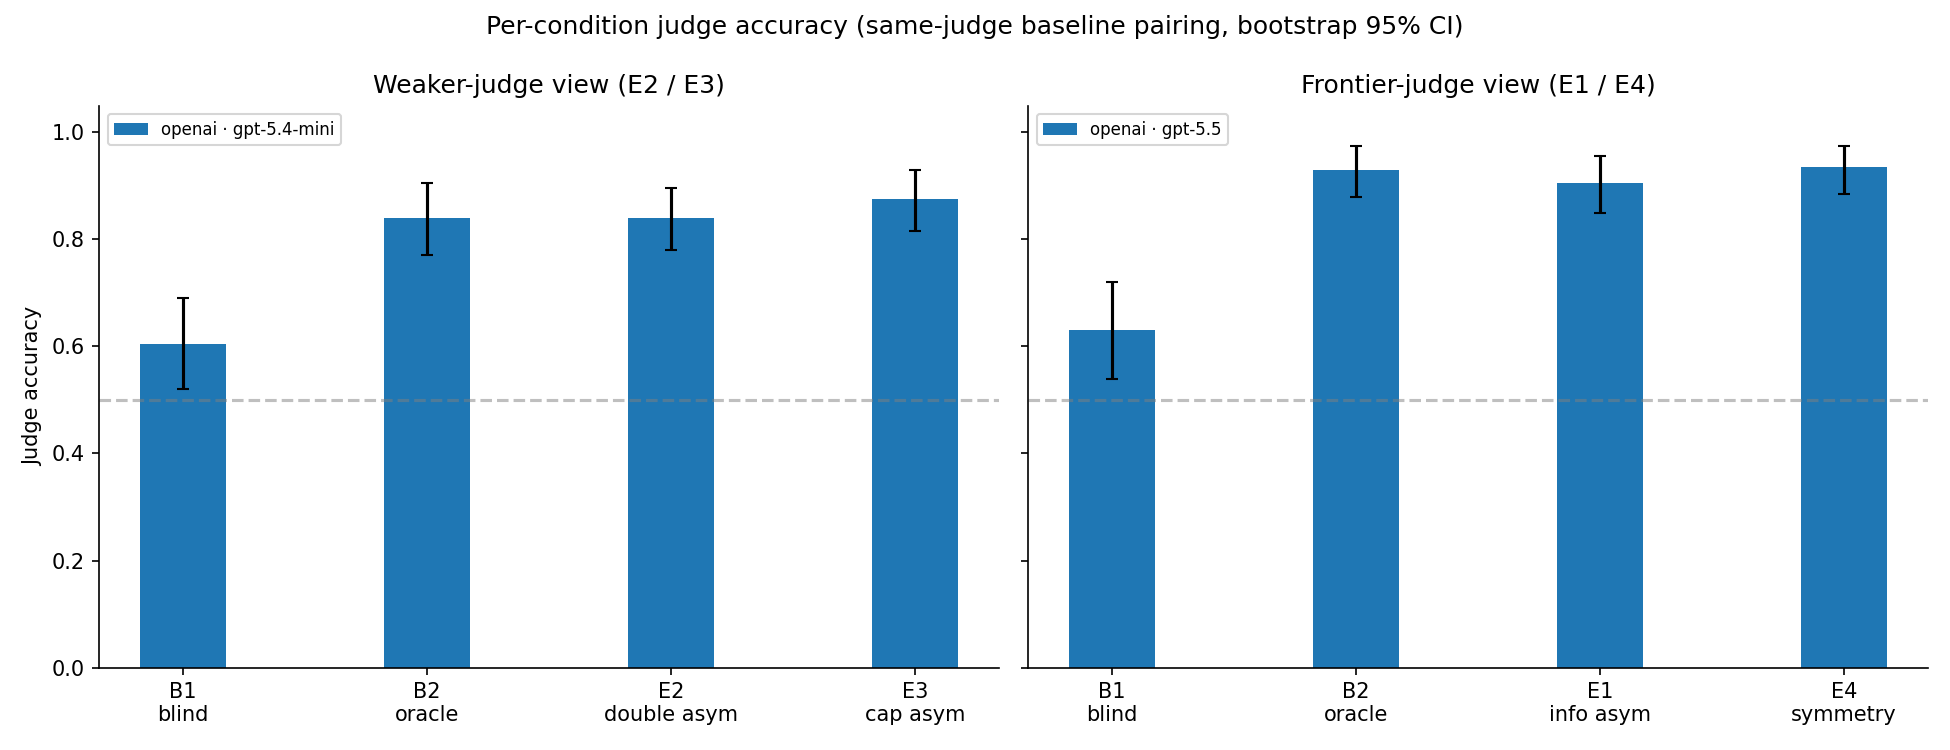 Per-condition judge accuracy (same-judge baseline pairing, bootstrap 95% CI)
Weaker-judge view (E2 / E3)
openai · gpt-5.4-mini
Judge accuracy
1.0
0.8
0.6
0.4
0.2
0.0
B1
blind
B2
oracle
E2
double asym
E3
cap asym
Frontier-judge view (E1 / E4)
openai · gpt-5.5
B1
blind
B2
oracle
E1
info asym
E4
symmetry